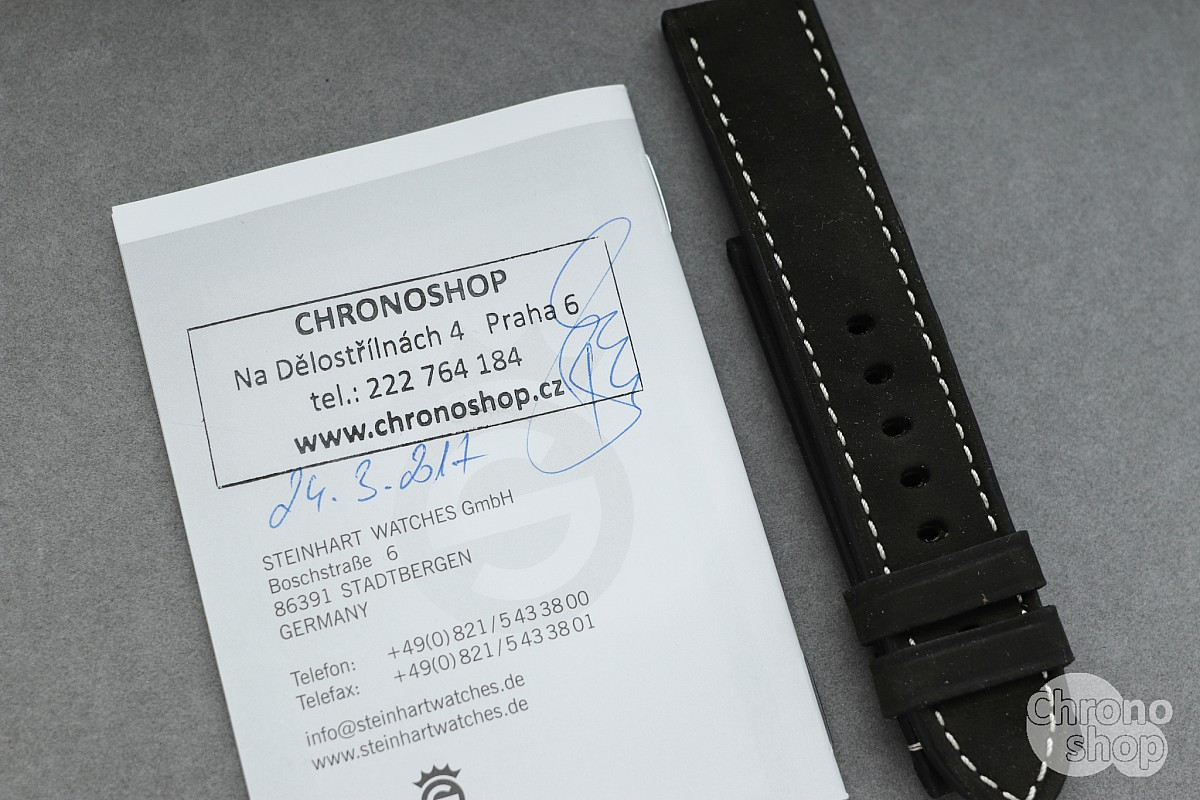 CHRONOSHOP
Na Dělostřílnách 4 Praha 6
tel.: 222 764 184
www.chronoshop.cz
24. 3. 2017
STEINHART WATCHES GmbH
Boschstraße 6
86391 STADTBERGEN
GERMANY
Telefon: +49(0)821/5433800
Telefax: +49(0)821/5433801
info@steinhartwatches.de
www.steinhartwatches.de
Chrono
shop